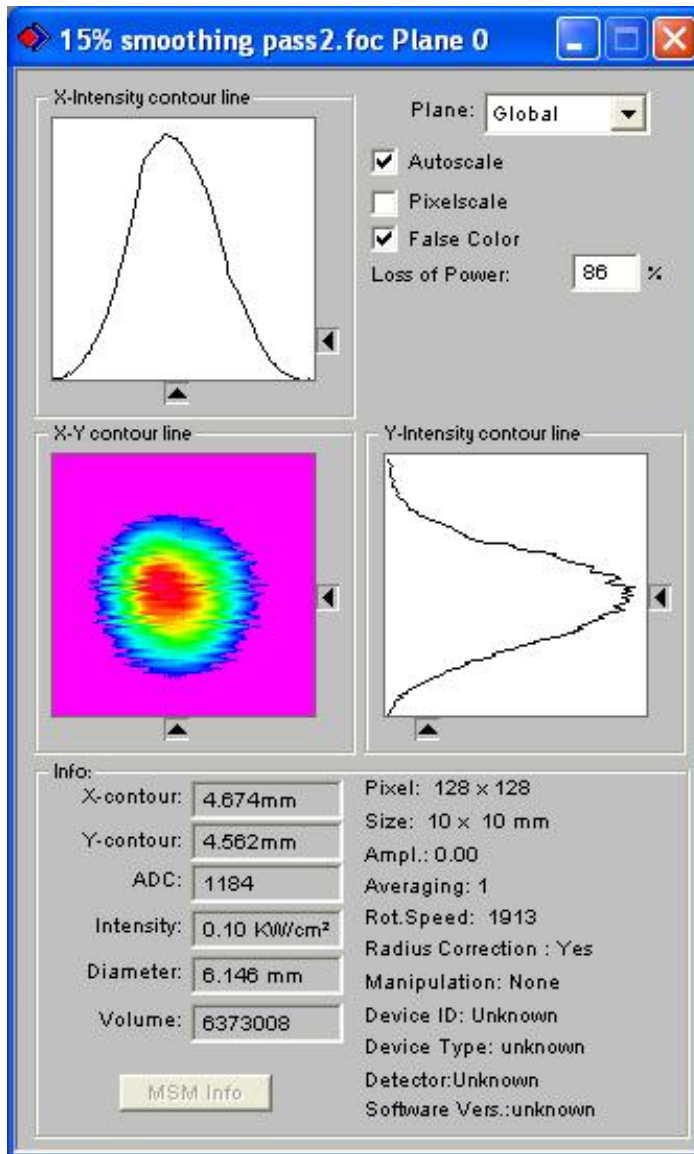 15% smoothing pass2.foc Plane 0
X-Intensity contour line
Plane: Global
Autoscale
Pixelscale
False Color
Loss of Power: 86 %
X-Y contour line
Y-Intensity contour line
Info:
X-contour: 4.674mm
Y-contour: 4.562mm
ADC: 1184
Intensity: 0.10 KW/cm²
Diameter: 6.146 mm
Volume: 6373008
MSM Info
Pixel: 128 x 128
Size: 10 x 10 mm
Ampl.: 0.00
Averaging: 1
Rot.Speed: 1913
Radius Correction : Yes
Manipulation: None
Device ID: Unknown
Device Type: unknown
Detector:Unknown
Software Vers.:unknown